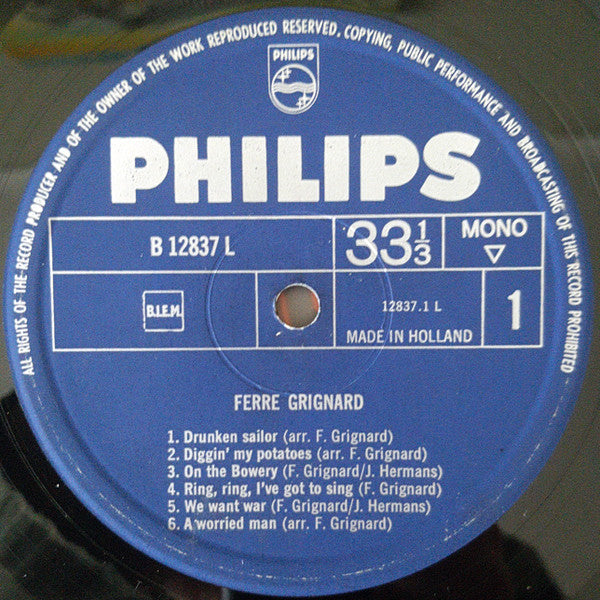 ALL RIGHTS OF THE RECORD PRODUCER AND OF THE OWNER OF THE WORK REPRODUCED RESERVED. COPYING, PUBLIC PERFORMANCE AND BROADCASTING OF THIS RECORD PROHIBITED
PHILIPS
PHILIPS
B 12837 L
33⅓
MONO
B.I.E.M.
12837.1 L
MADE IN HOLLAND
1
FERRE GRIGNARD
1. Drunken sailor (arr. F. Grignard)
2. Diggin' my potatoes (arr. F. Grignard)
3. On the Bowery (F. Grignard/J. Hermans)
4. Ring, ring, I've got to sing (F. Grignard)
5. We want war (F. Grignard/J. Hermans)
6. A worried man (arr. F. Grignard)